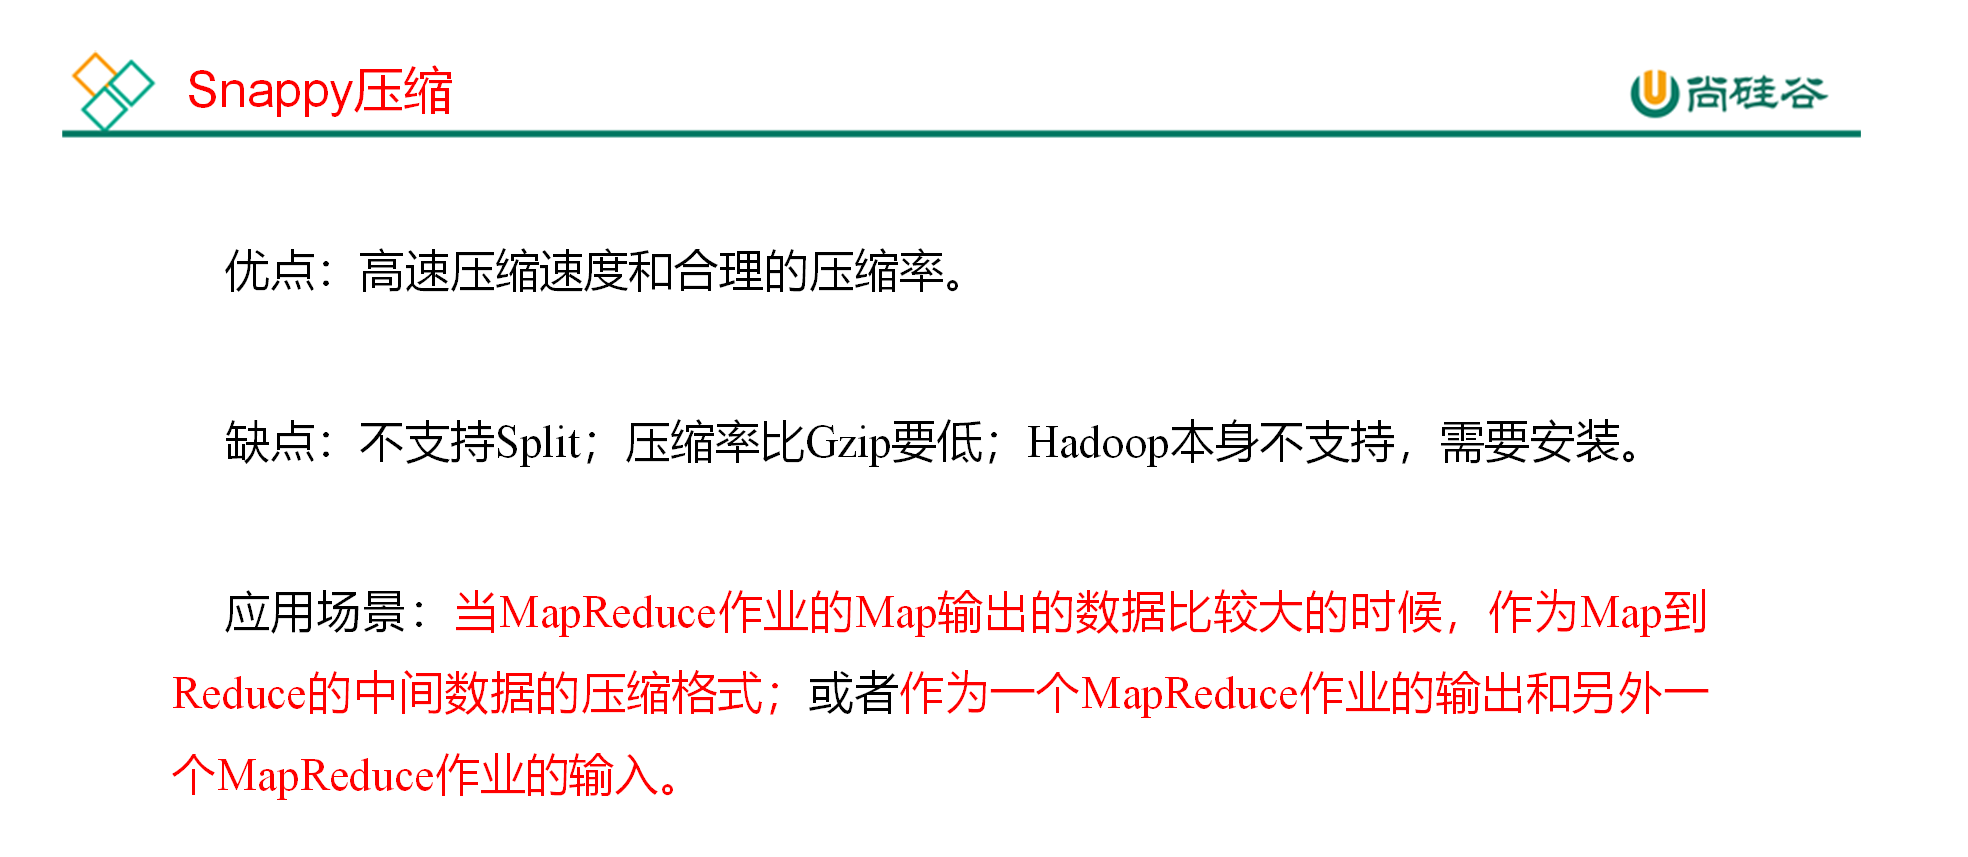 Snappy压缩
尚硅谷
优点：高速压缩速度和合理的压缩率。
缺点：不支持Split；压缩率比Gzip要低；Hadoop本身不支持，需要安装。
应用场景：当MapReduce作业的Map输出的数据比较大的时候，作为Map到
Reduce的中间数据的压缩格式；或者作为一个MapReduce作业的输出和另外一
个MapReduce作业的输入。